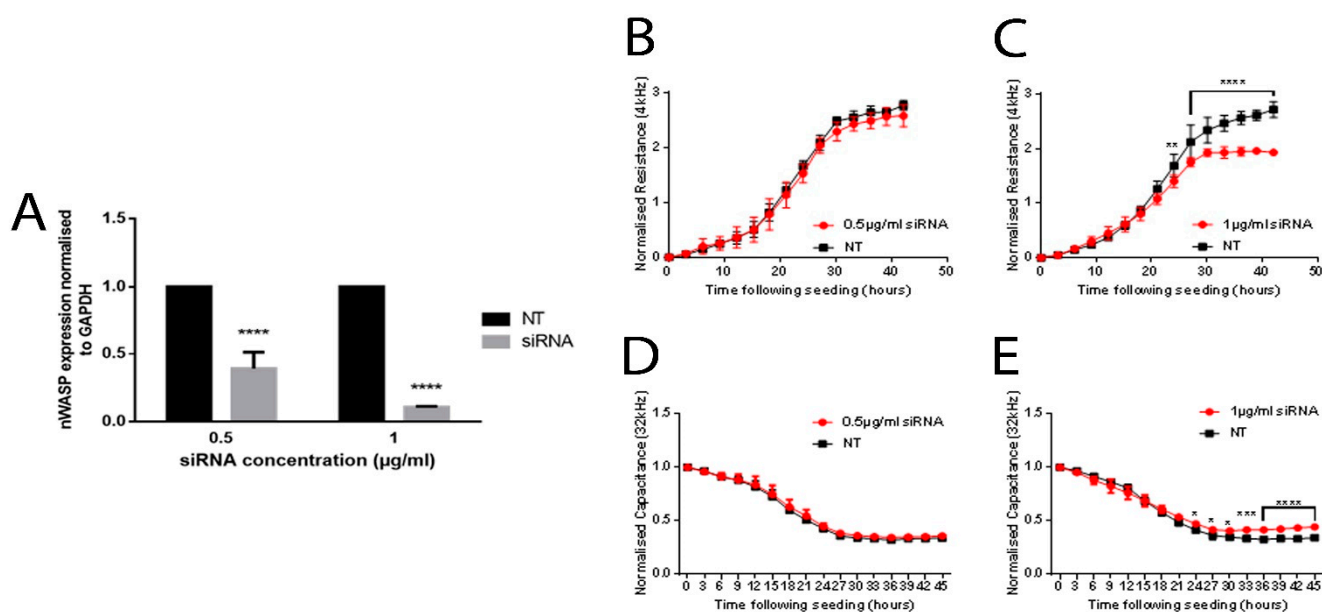 A
nWASP expression normalised
to GAPDH
1.5
1.0
0.5
0.0
****
****
0.5
1
siRNA concentration (µg/ml)
NT
siRNA
B
Normalised Resistance (4kHz)
3
2
1
0
0.5µg/ml siRNA
NT
0 10 20 30 40 50
Time following seeding (hours)
C
Normalised Resistance (4kHz)
3
2
1
0
**
****
1µg/ml siRNA
NT
0 10 20 30 40 50
Time following seeding (hours)
D
Normalised Capacitance (32kHz)
1.5
1.0
0.5
0.0
0.5µg/ml siRNA
NT
0 3 6 9 12 15 18 21 24 27 30 33 36 39 42 45
Time following seeding (hours)
E
Normalised Capacitance (32kHz)
1.5
1.0
0.5
0.0
1µg/ml siRNA
NT
* * * *** ****
0 3 6 9 12 15 18 21 24 27 30 33 36 39 42 45
Time following seeding (hours)